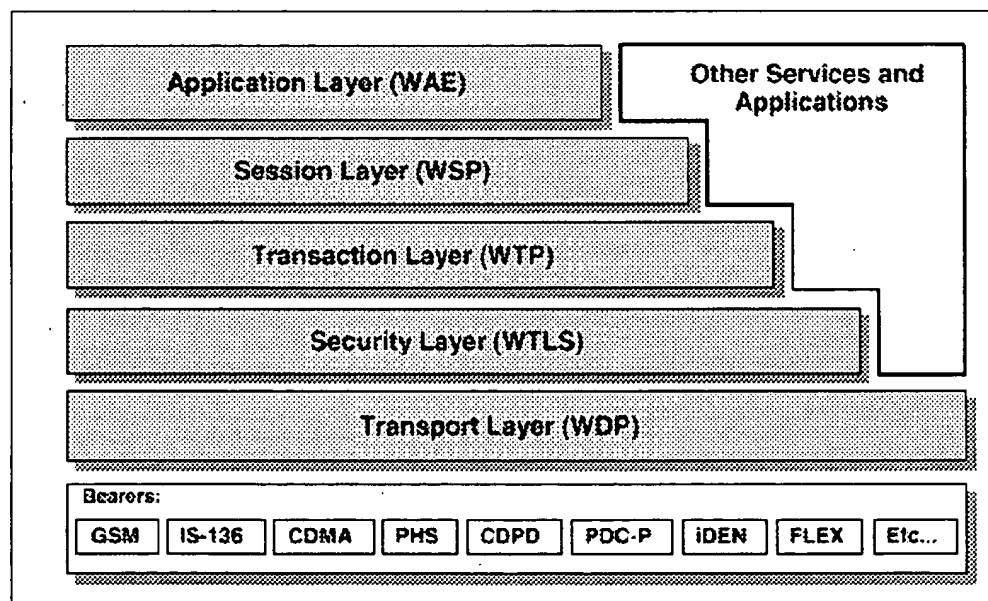 Application Layer (WAE)
Other Services and
Applications
Session Layer (WSP)
Transaction Layer (WTP)
Security Layer (WTLS)
Transport Layer (WDP)
Bearers:
GSM IS-136 CDMA PHS CDPD PDC-P iDEN FLEX Etc...